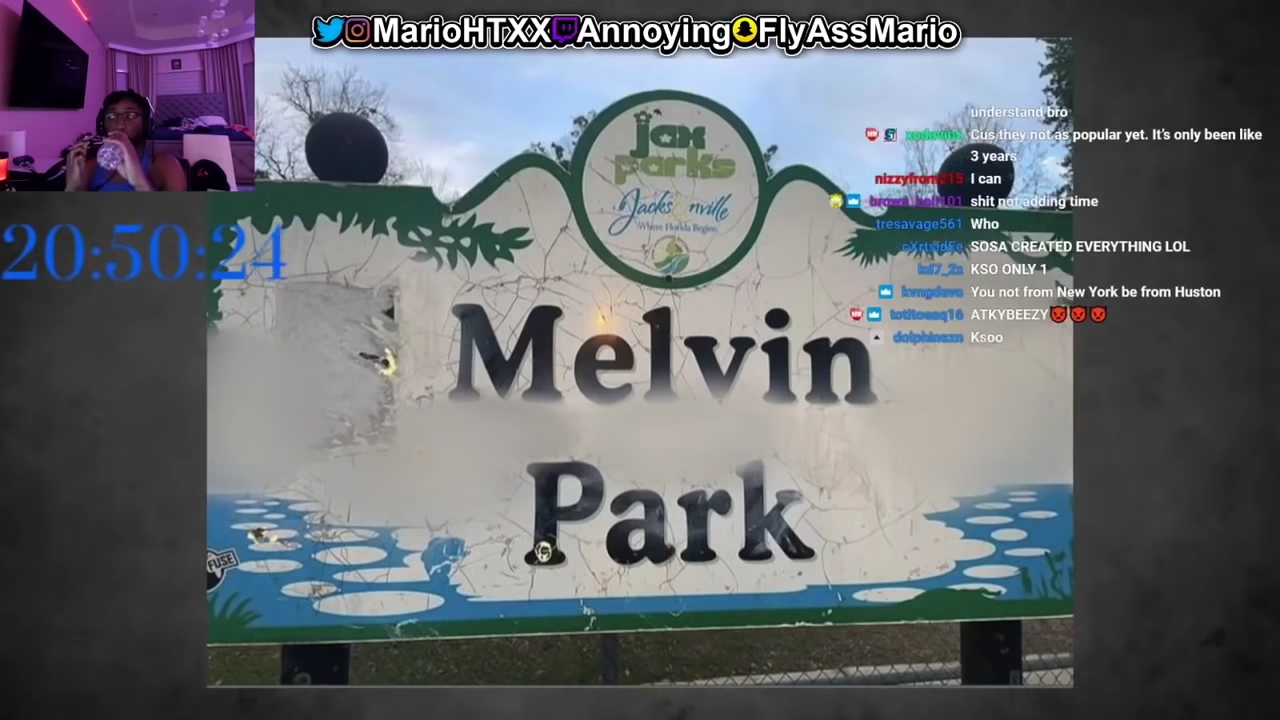 MarioHTXX Annoying FlyAssMario
understand bro
Cus they not as popular yet. It's only been like
3 years
nizzyfrom215 I can
shit not adding time
tresavage561 Who
SOSA CREATED EVERYTHING LOL
KSO ONLY 1
You not from New York be from Huston
ATKYBEEZY
Ksoo
20:50:24
jax
parks
Jacksonville
Where Florida Begins.
Melvin
Park
FUSE